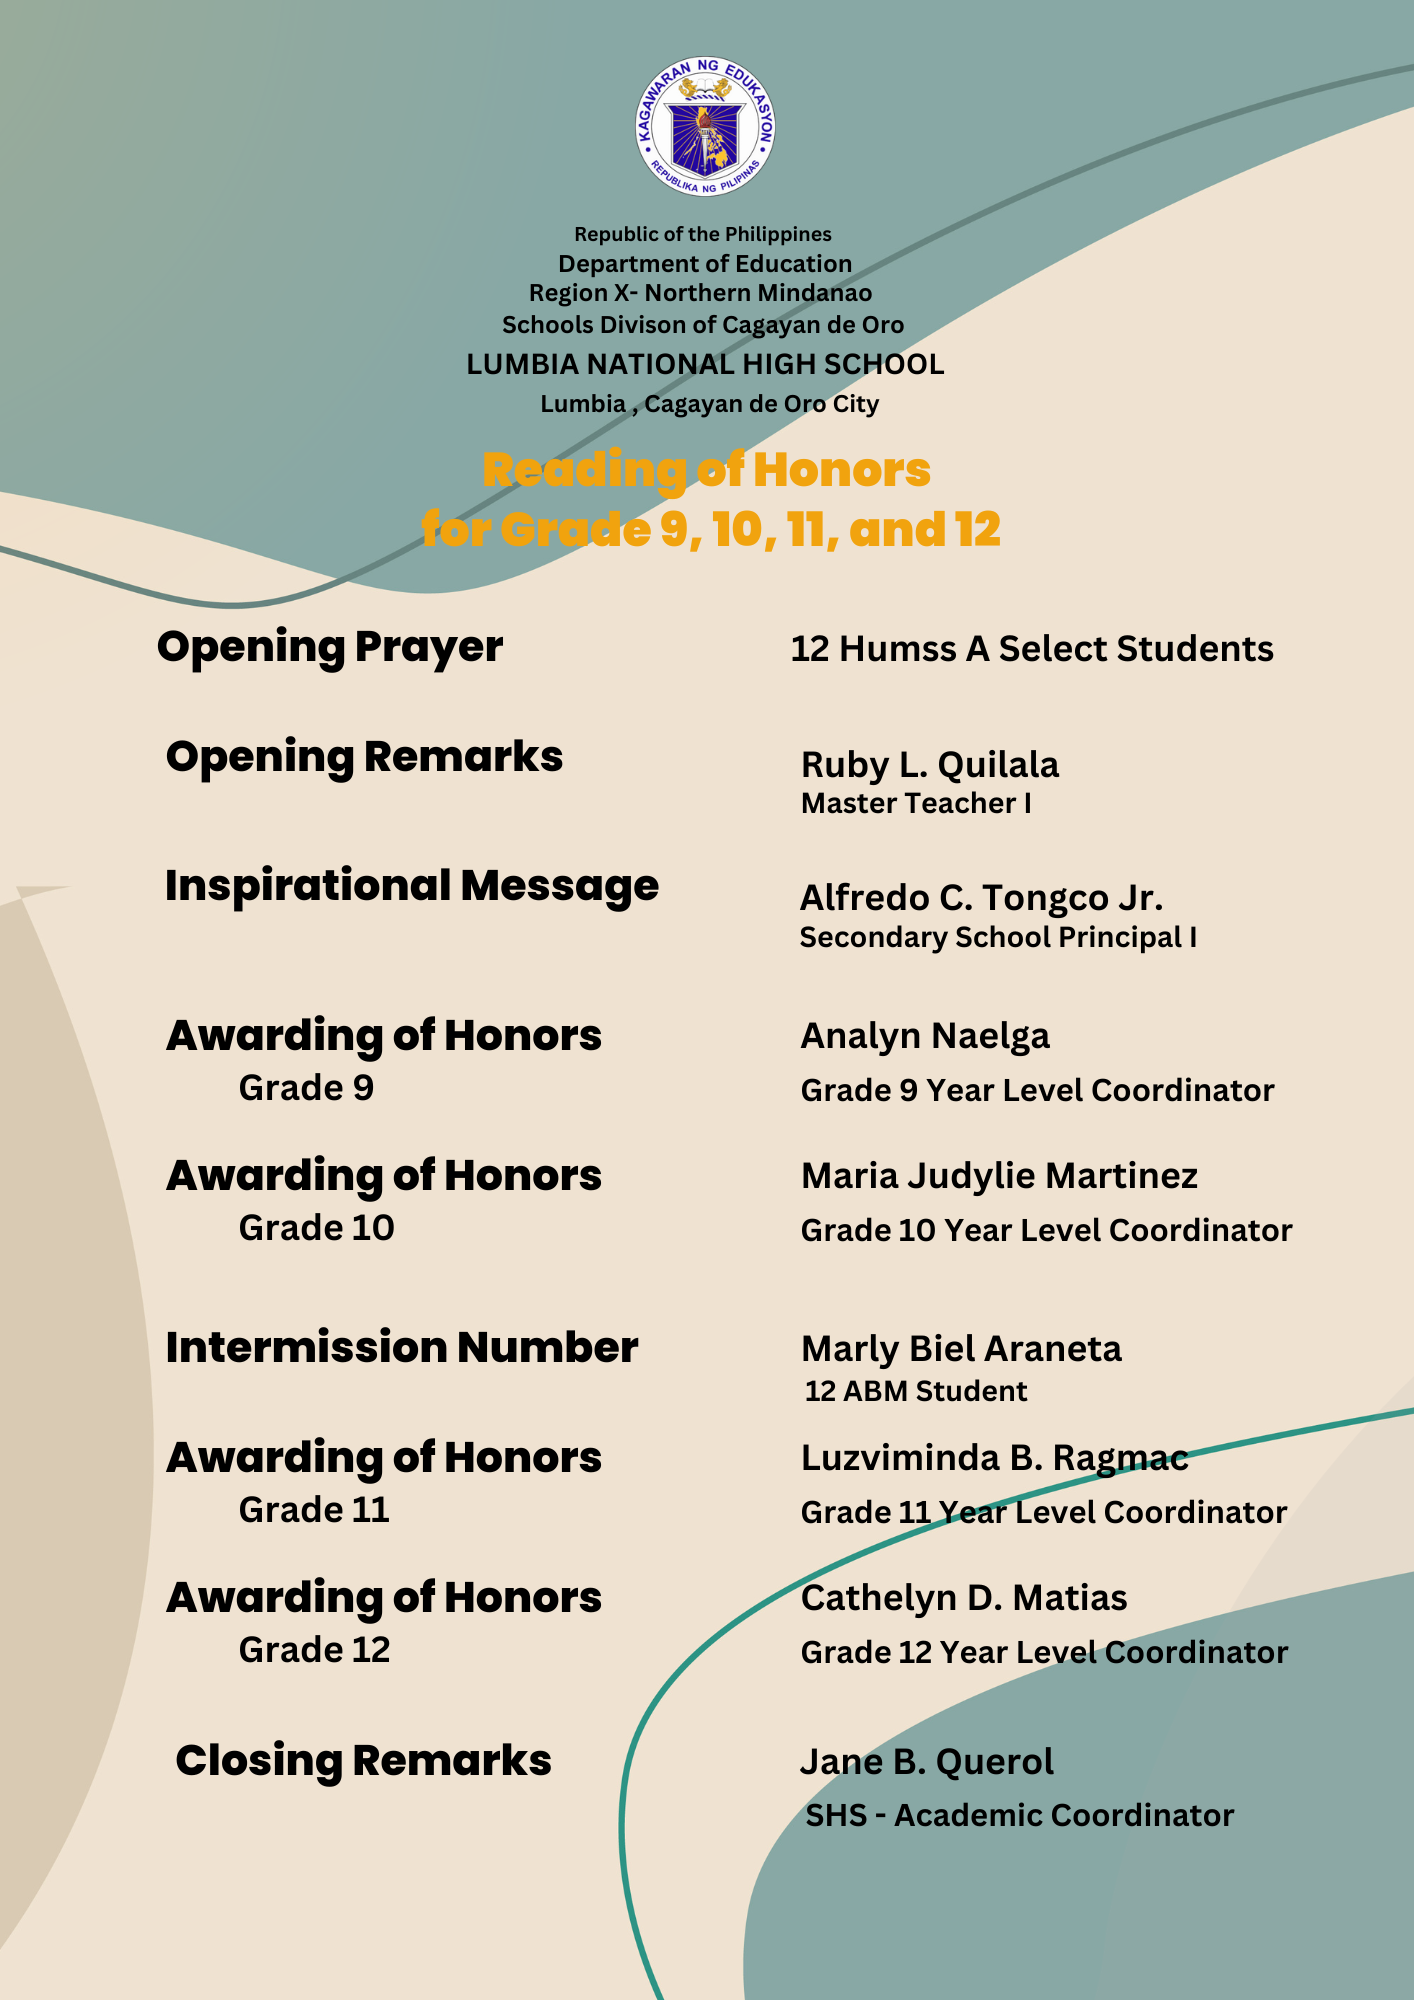 KAGAWARAN NG EDUKASYON
REPUBLIKA NG PILIPINAS
Republic of the Philippines
Department of Education
Region X- Northern Mindanao
Schools Divison of Cagayan de Oro
LUMBIA NATIONAL HIGH SCHOOL
Lumbia , Cagayan de Oro City
Reading of Honors
for Grade 9, 10, 11, and 12
Opening Prayer
12 Humss A Select Students
Opening Remarks
Ruby L. Quilala
Master Teacher I
Inspirational Message
Alfredo C. Tongco Jr.
Secondary School Principal I
Awarding of Honors
Grade 9
Analyn Naelga
Grade 9 Year Level Coordinator
Awarding of Honors
Grade 10
Maria Judylie Martinez
Grade 10 Year Level Coordinator
Intermission Number
Marly Biel Araneta
12 ABM Student
Awarding of Honors
Grade 11
Luzviminda B. Ragmac
Grade 11 Year Level Coordinator
Awarding of Honors
Grade 12
Cathelyn D. Matias
Grade 12 Year Level Coordinator
Closing Remarks
Jane B. Querol
SHS - Academic Coordinator